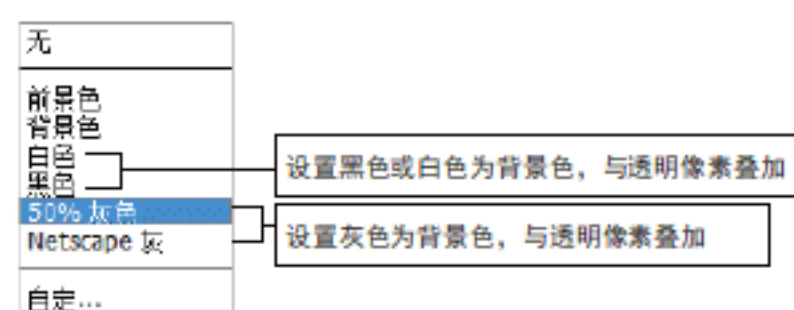 无
前景色
背景色
白色
黑色
设置黑色或白色为背景色，与透明像素叠加
50% 灰色
Netscape 灰
设置灰色为背景色，与透明像素叠加
自定...